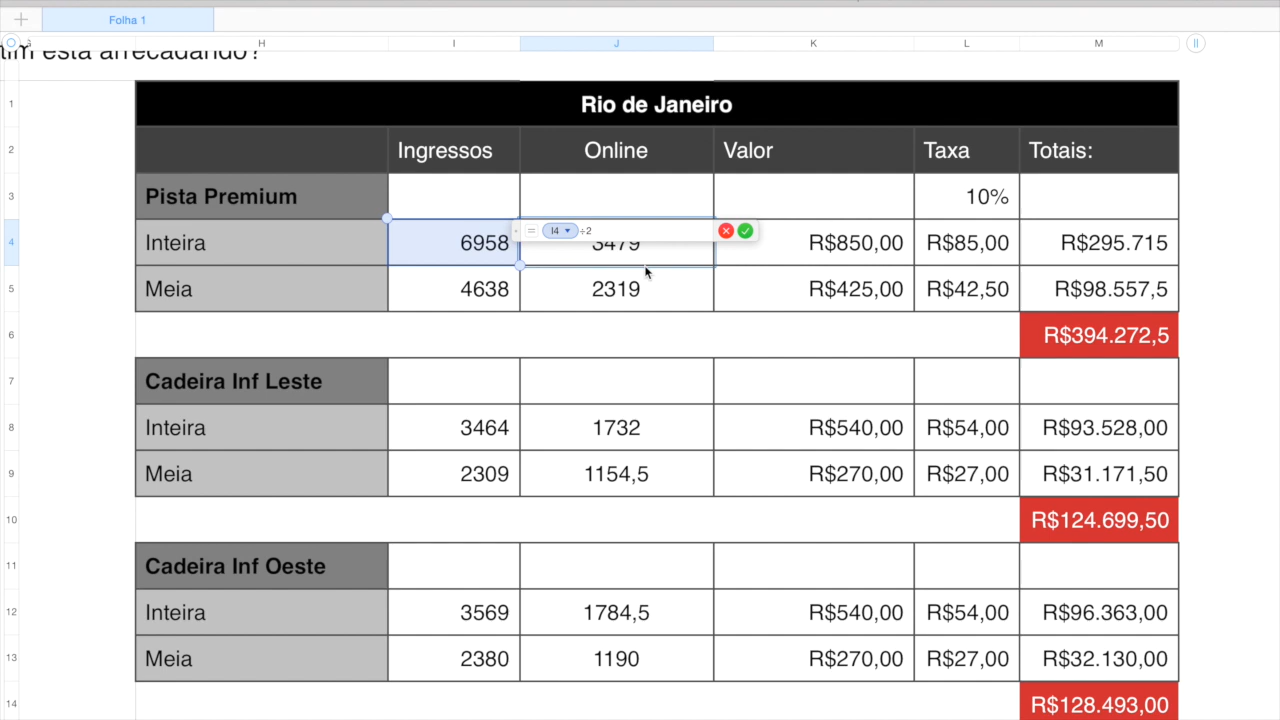 Folha 1
G H I J K L M
tim está arrecadando?
1 Rio de Janeiro
2 Ingressos Online Valor Taxa Totais:
3 Pista Premium 10%
= I4 ÷2
4 Inteira 6958 3479 R$850,00 R$85,00 R$295.715
5 Meia 4638 2319 R$425,00 R$42,50 R$98.557,5
6 R$394.272,5
7 Cadeira Inf Leste
8 Inteira 3464 1732 R$540,00 R$54,00 R$93.528,00
9 Meia 2309 1154,5 R$270,00 R$27,00 R$31.171,50
10 R$124.699,50
11 Cadeira Inf Oeste
12 Inteira 3569 1784,5 R$540,00 R$54,00 R$96.363,00
13 Meia 2380 1190 R$270,00 R$27,00 R$32.130,00
14 R$128.493,00